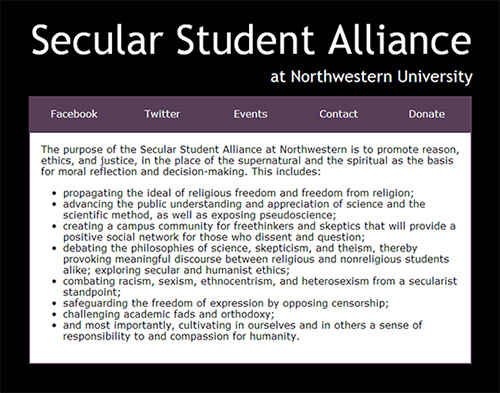 Secular Student Alliance
at Northwestern University
Facebook Twitter Events Contact Donate
The purpose of the Secular Student Alliance at Northwestern is to promote reason,
ethics, and justice, in the place of the supernatural and the spiritual as the basis
for moral reflection and decision-making. This includes:
• propagating the ideal of religious freedom and freedom from religion;
• advancing the public understanding and appreciation of science and the
scientific method, as well as exposing pseudoscience;
• creating a campus community for freethinkers and skeptics that will provide a
positive social network for those who dissent and question;
• debating the philosophies of science, skepticism, and theism, thereby
provoking meaningful discourse between religious and nonreligious students
alike; exploring secular and humanist ethics;
• combating racism, sexism, ethnocentrism, and heterosexism from a secularist
standpoint;
• safeguarding the freedom of expression by opposing censorship;
• challenging academic fads and orthodoxy;
• and most importantly, cultivating in ourselves and in others a sense of
responsibility to and compassion for humanity.